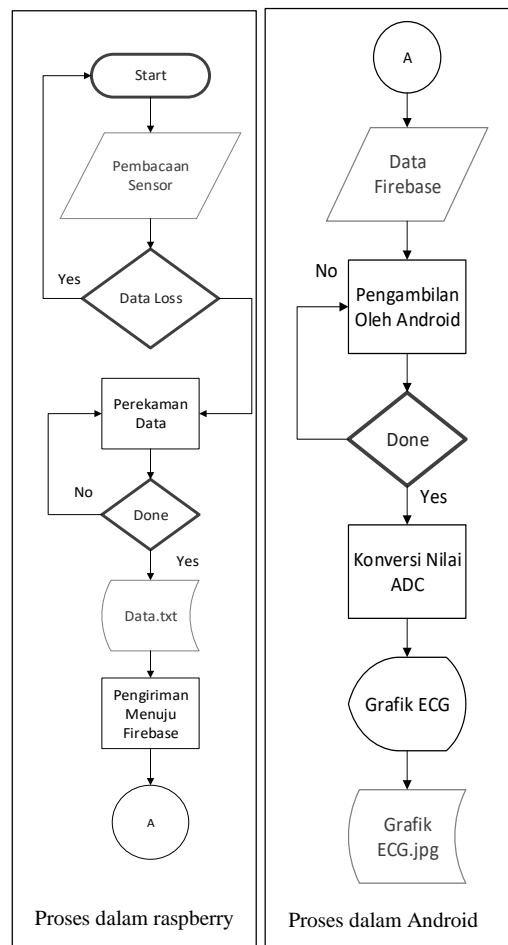 Start
Pembacaan
Sensor
Yes
Data Loss
Perekaman
Data
No
Done
Yes
Data.txt
Pengiriman
Menuju
Firebase
A
Proses dalam raspberry
A
Data
Firebase
No
Pengambilan
Oleh Android
Done
Yes
Konversi Nilai
ADC
Grafik ECG
Grafik
ECG.jpg
Proses dalam Android